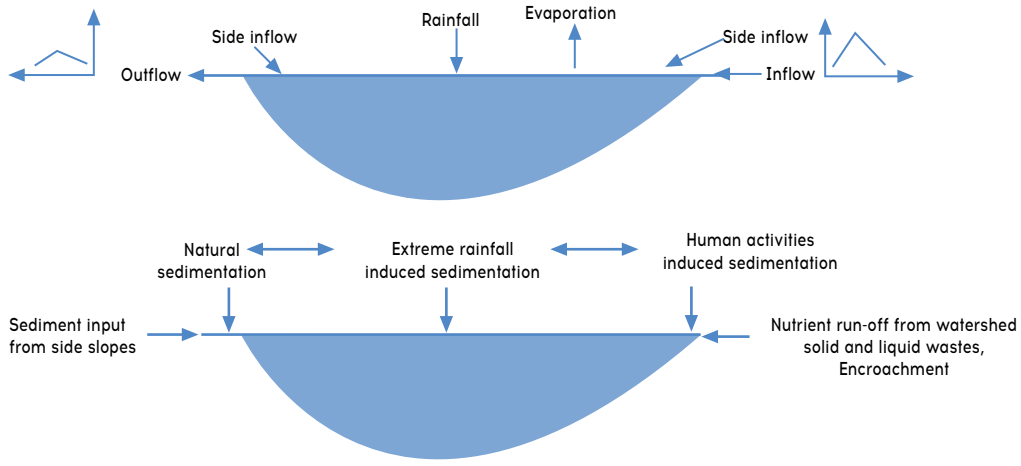 Evaporation
Rainfall
Side inflow
Side inflow
Outflow
Inflow
Natural
sedimentation
Extreme rainfall
induced sedimentation
Human activities
induced sedimentation
Sediment input
from side slopes
Nutrient run-off from watershed
solid and liquid wastes,
Encroachment